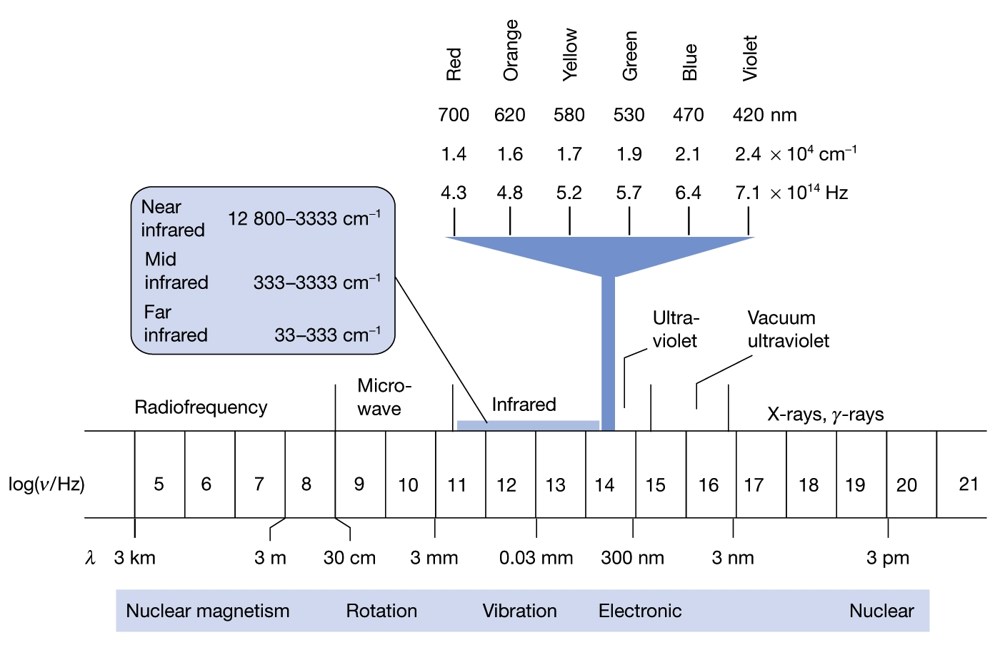 Red Orange Yellow Green Blue Violet
700 620 580 530 470 420 nm
1.4 1.6 1.7 1.9 2.1 2.4 × 10⁴ cm⁻¹
4.3 4.8 5.2 5.7 6.4 7.1 × 10¹⁴ Hz
Near
infrared 12 800–3333 cm⁻¹
Mid
infrared 333–3333 cm⁻¹
Far
infrared 33–333 cm⁻¹
Ultra-
violet
Vacuum
ultraviolet
Radiofrequency
Micro-
wave
Infrared
X-rays, γ-rays
log(ν/Hz) 5 6 7 8 9 10 11 12 13 14 15 16 17 18 19 20 21
λ 3 km 3 m 30 cm 3 mm 0.03 mm 300 nm 3 nm 3 pm
Nuclear magnetism Rotation Vibration Electronic Nuclear